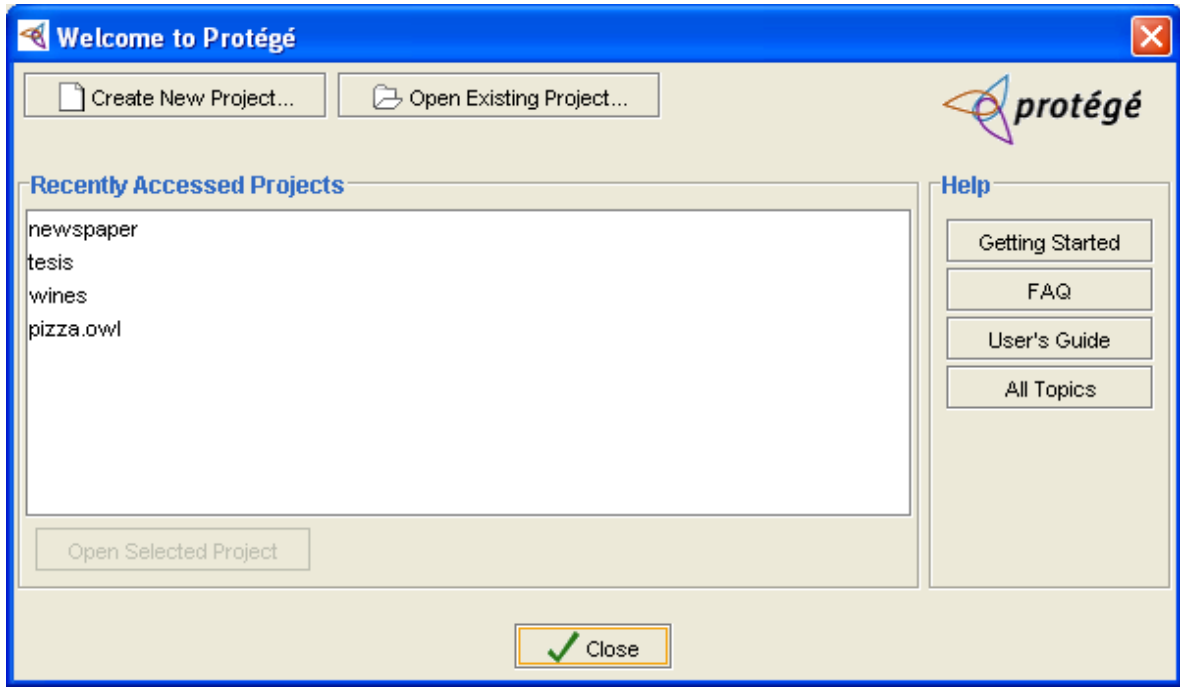 Welcome to Protégé
Create New Project...
Open Existing Project...
protégé
Recently Accessed Projects
newspaper
tesis
wines
pizza.owl
Open Selected Project
Help
Getting Started
FAQ
User's Guide
All Topics
Close